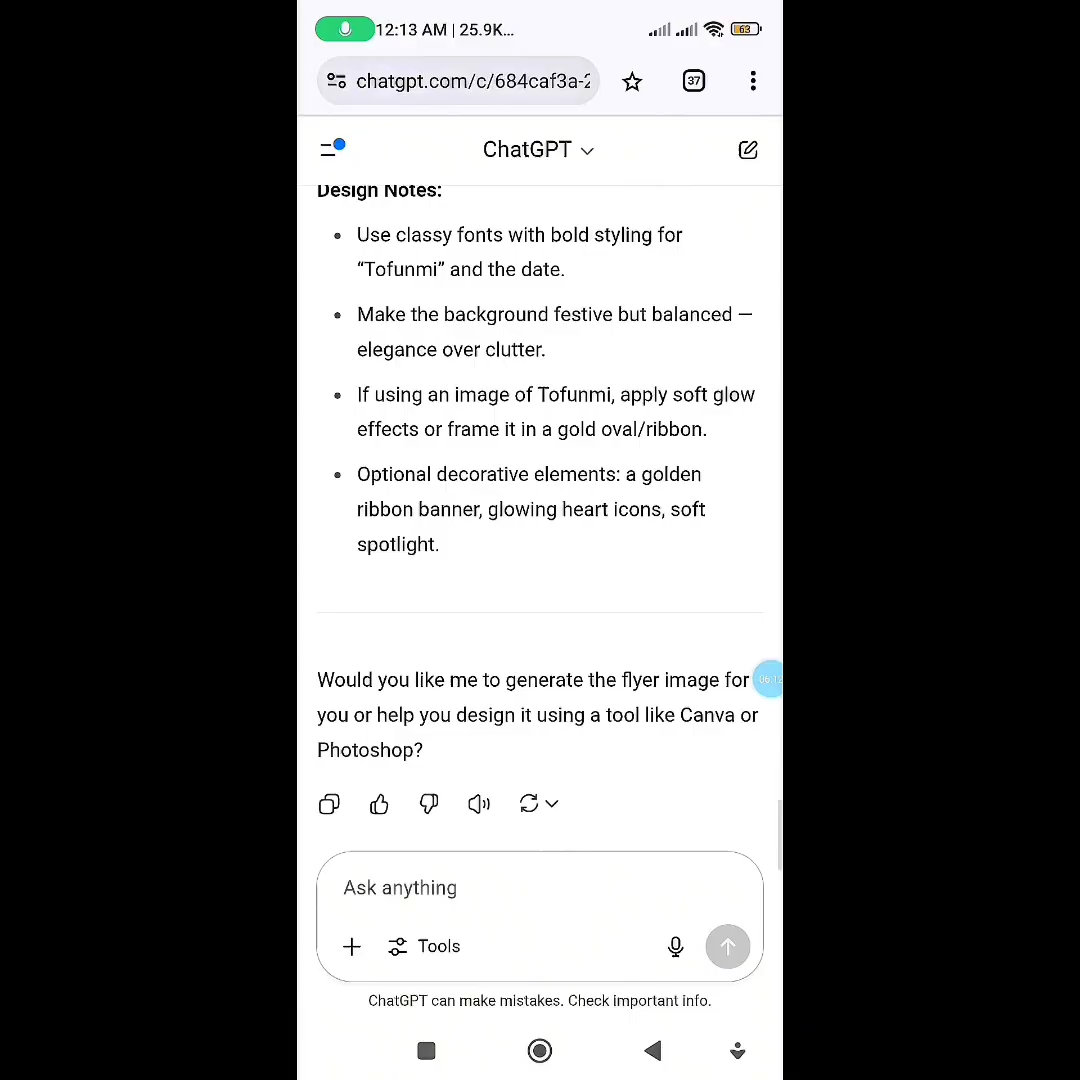 12:13 AM | 25.9K...
63
chatgpt.com/c/684caf3a-2
37
ChatGPT
Design Notes:
• Use classy fonts with bold styling for
“Tofunmi” and the date.
• Make the background festive but balanced —
elegance over clutter.
• If using an image of Tofunmi, apply soft glow
effects or frame it in a gold oval/ribbon.
• Optional decorative elements: a golden
ribbon banner, glowing heart icons, soft
spotlight.
Would you like me to generate the flyer image for
06:12
you or help you design it using a tool like Canva or
Photoshop?
Ask anything
Tools
ChatGPT can make mistakes. Check important info.